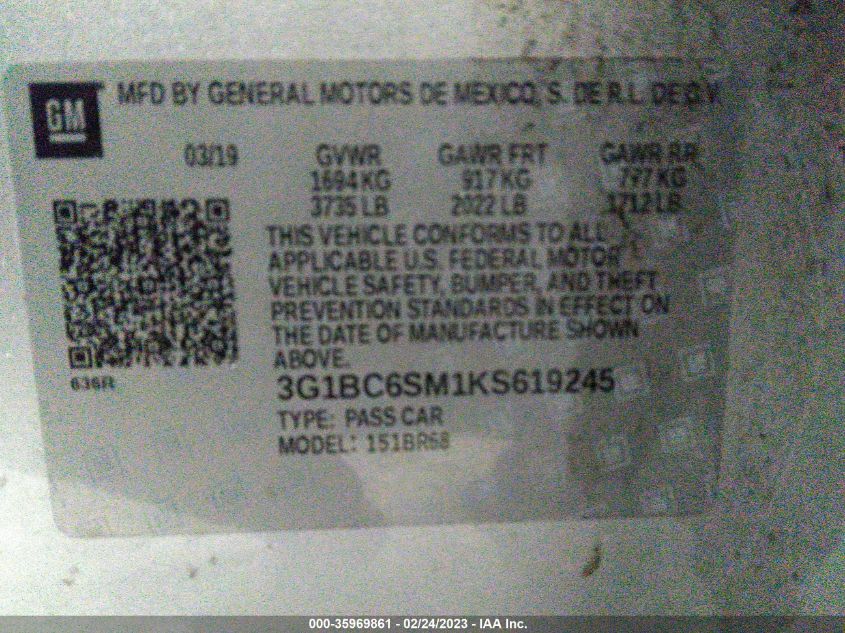 GM
MFD BY GENERAL MOTORS DE MEXICO, S. DE R.L. DE C.V.
03/19 GVWR GAWR FRT GAWR RR
1694 KG 917 KG 777 KG
3735 LB 2022 LB 1712 LB
THIS VEHICLE CONFORMS TO ALL
APPLICABLE U.S. FEDERAL MOTOR
VEHICLE SAFETY, BUMPER, AND THEFT
PREVENTION STANDARDS IN EFFECT ON
THE DATE OF MANUFACTURE SHOWN
ABOVE.
636R
3G1BC6SM1KS619245
TYPE: PASS CAR
MODEL: 1S1BR68
000-35969861 - 02/24/2023 - IAA Inc.